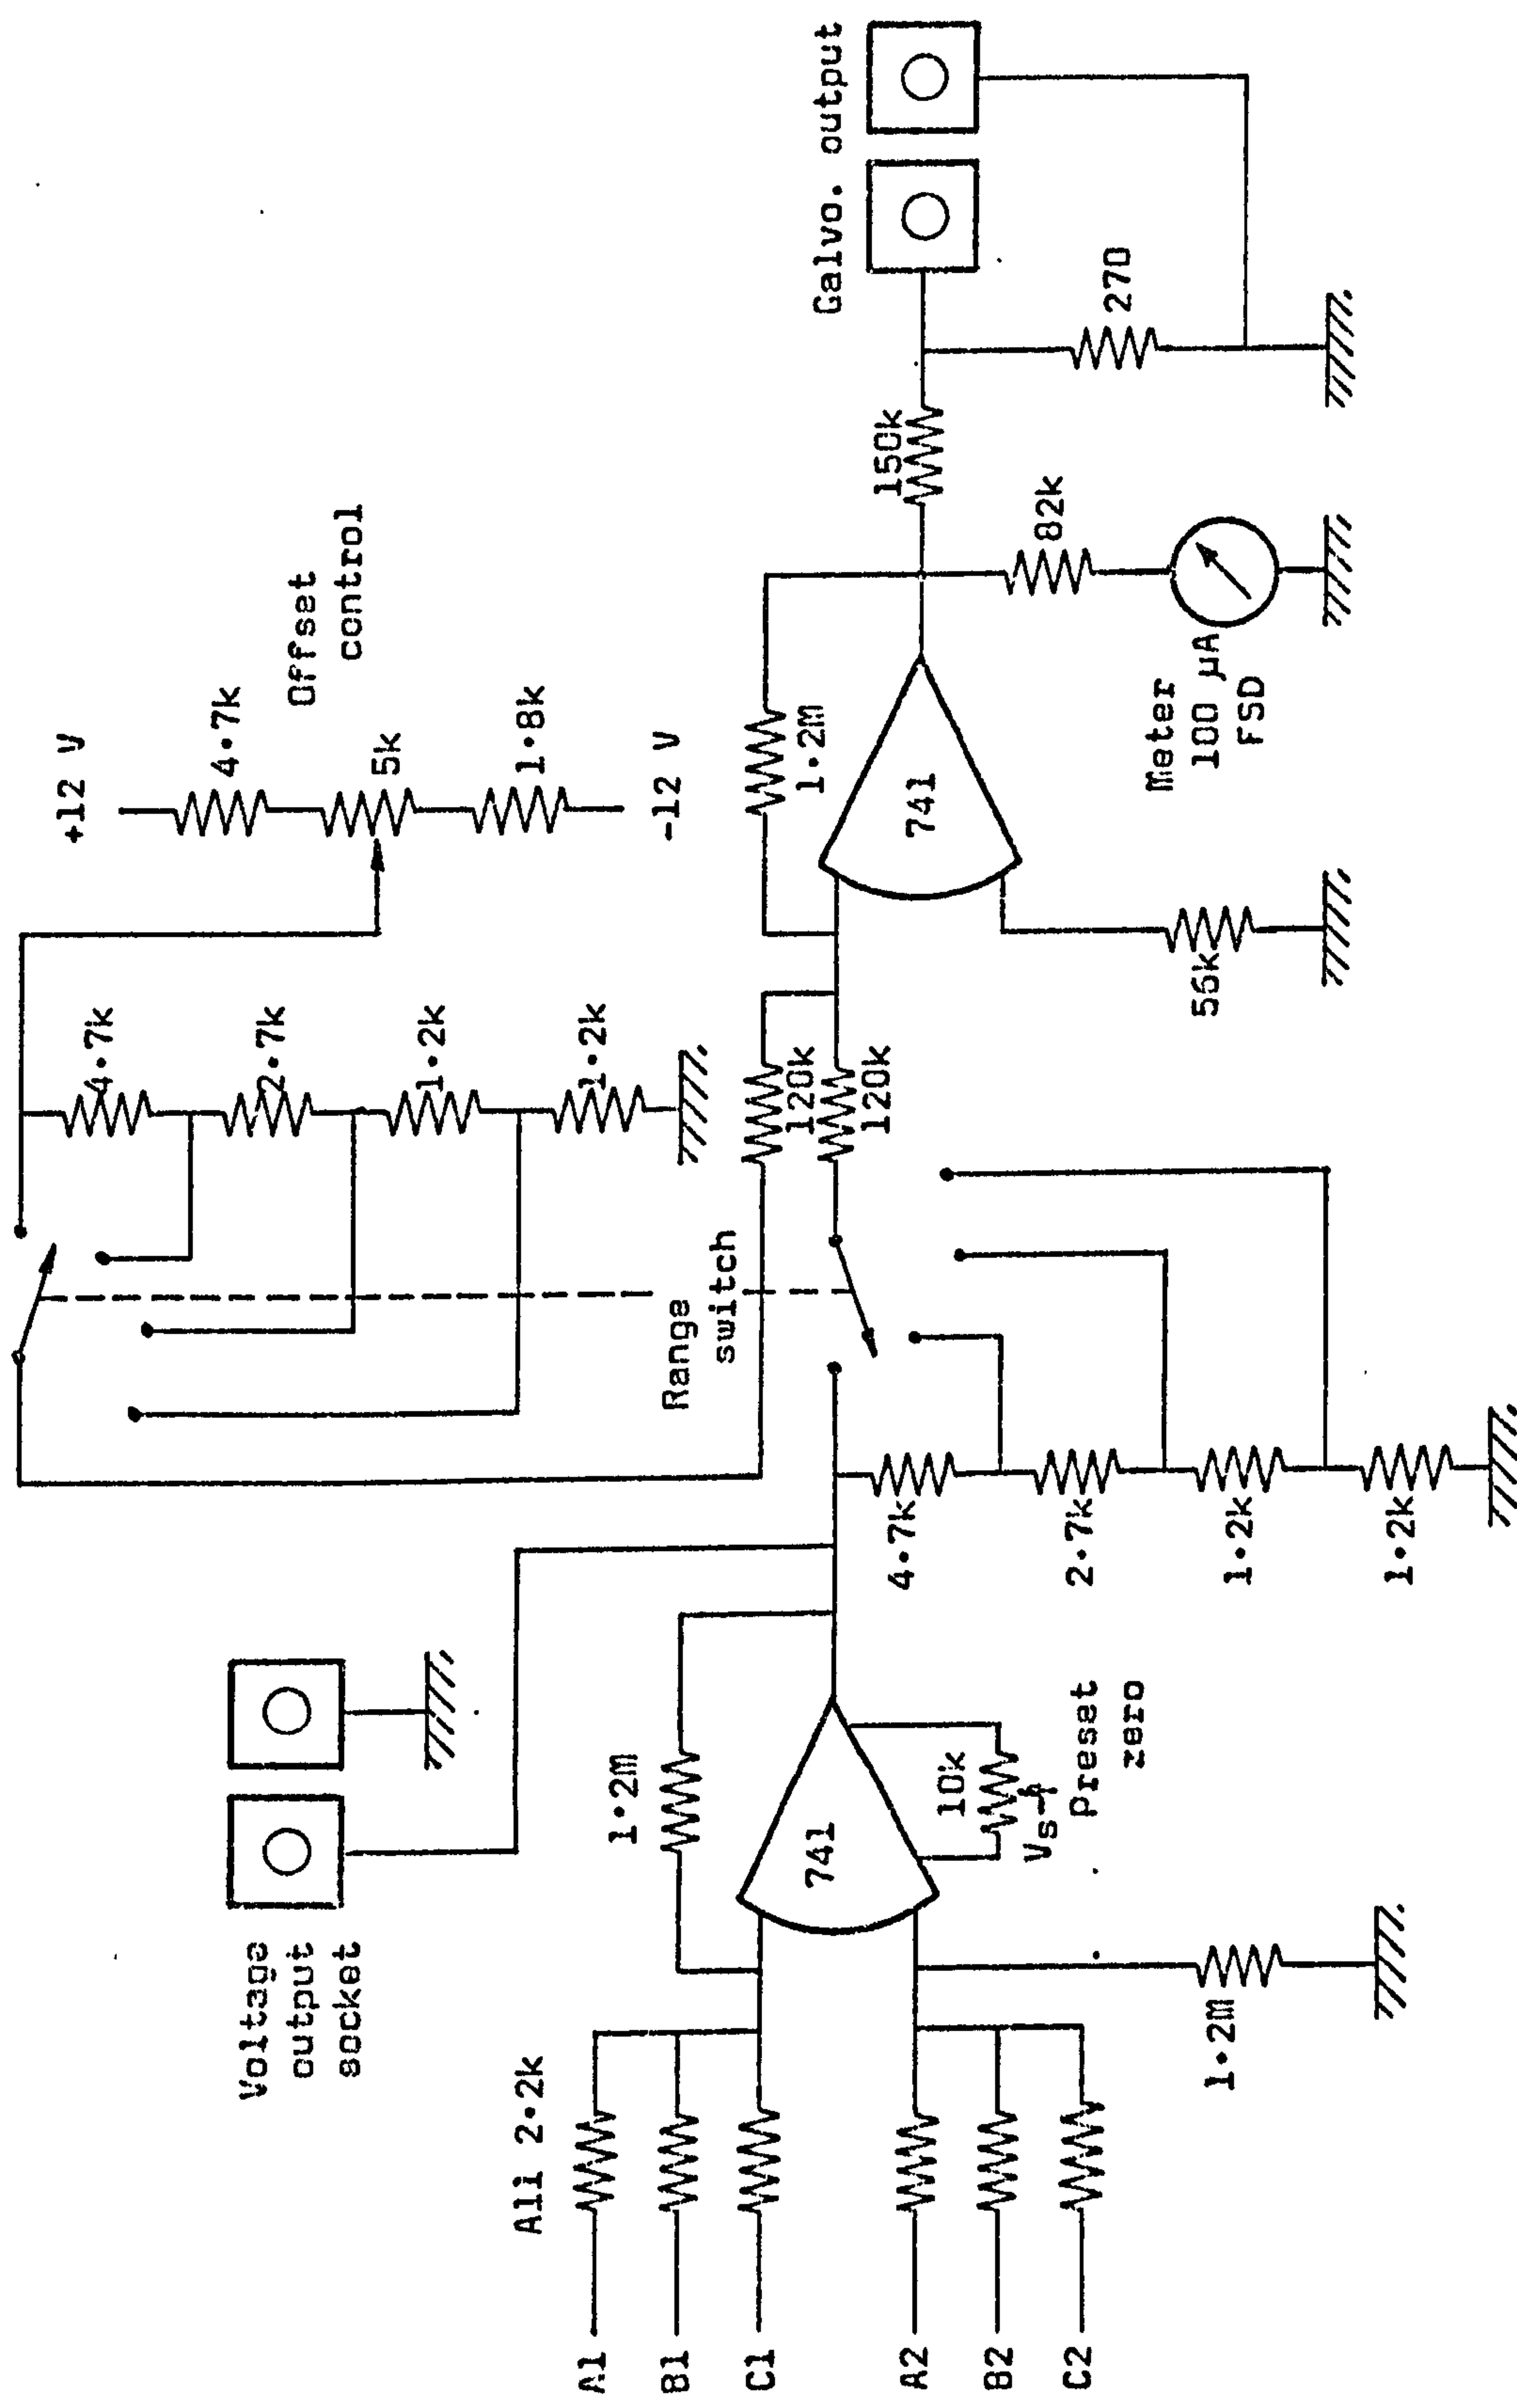 Voltage
output
socket
All 2.2k
A1
B1
C1
A2
B2
C2
1·2M
741
10k
Vs
Preset
zero
1·2M
4·7k
2·7k
1·2k
1·2k
Range
switch
4·7k
2·7k
1·2k
1·2k
120k
120k
+12 V
4·7k
5k
1·8k
-12 V
Offset
control
1·2M
741
56k
Meter
100 µA
FSD
82k
150k
270
Galvo. output